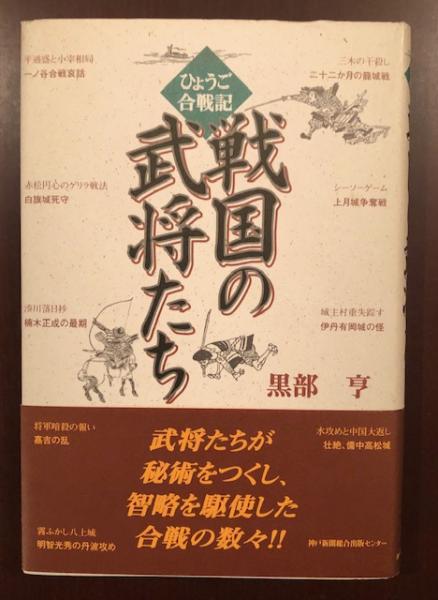 ひょうご
合戦記
戦国の
武将たち
黒部 亨
三木の干殺し
二十二か月の籠城戦
シーソーゲーム
上月城争奪戦
城主村重失踪す
伊丹有岡城の怪
水攻めと中国大返し
壮絶、備中高松城
平通盛と小宰相局
一ノ谷合戦哀話
赤松円心のゲリラ戦法
白旗城死守
湊川落日抄
楠木正成の最期
将軍暗殺の報い
嘉吉の乱
霧ふかし八上城
明智光秀の丹波攻め
武将たちが
秘術をつくし、
智略を駆使した
合戦の数々!!
神戸新聞総合出版センター